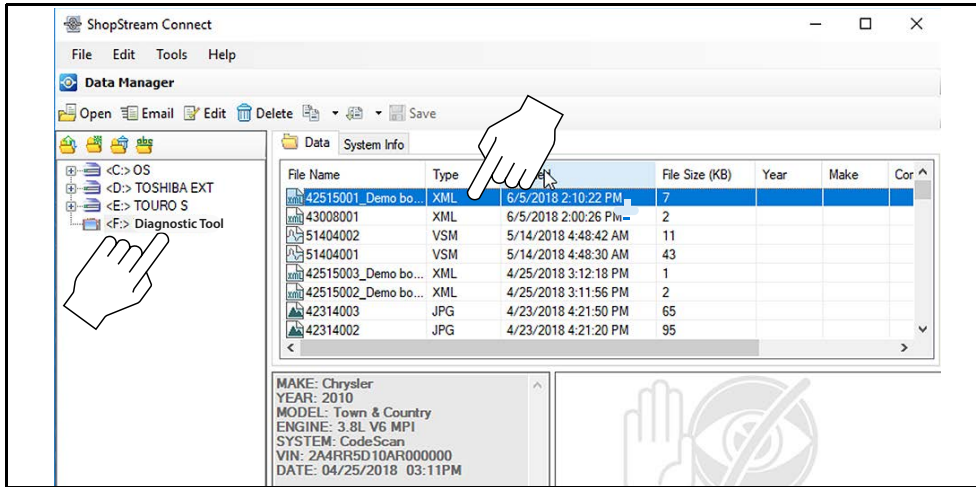 ShopStream Connect
File Edit Tools Help
Data Manager
Open Email Edit Delete Save
abc
Data System Info
<C:> OS
<D:> TOSHIBA EXT
<E:> TOURO S
<F:> Diagnostic Tool
File Name Type File Size (KB) Year Make Cor
42515001_Demo bo... XML 6/5/2018 2:10:22 PM 7
43008001 XML 6/5/2018 2:00:26 PM 2
51404002 VSM 5/14/2018 4:48:42 AM 11
51404001 VSM 5/14/2018 4:48:30 AM 43
42515003_Demo bo... XML 4/25/2018 3:12:18 PM 1
42515002_Demo bo... XML 4/25/2018 3:11:56 PM 2
42314003 JPG 4/23/2018 4:21:50 PM 65
42314002 JPG 4/23/2018 4:21:20 PM 95
MAKE: Chrysler
YEAR: 2010
MODEL: Town & Country
ENGINE: 3.8L V6 MPI
SYSTEM: CodeScan
VIN: 2A4RR5D10AR000000
DATE: 04/25/2018 03:11PM